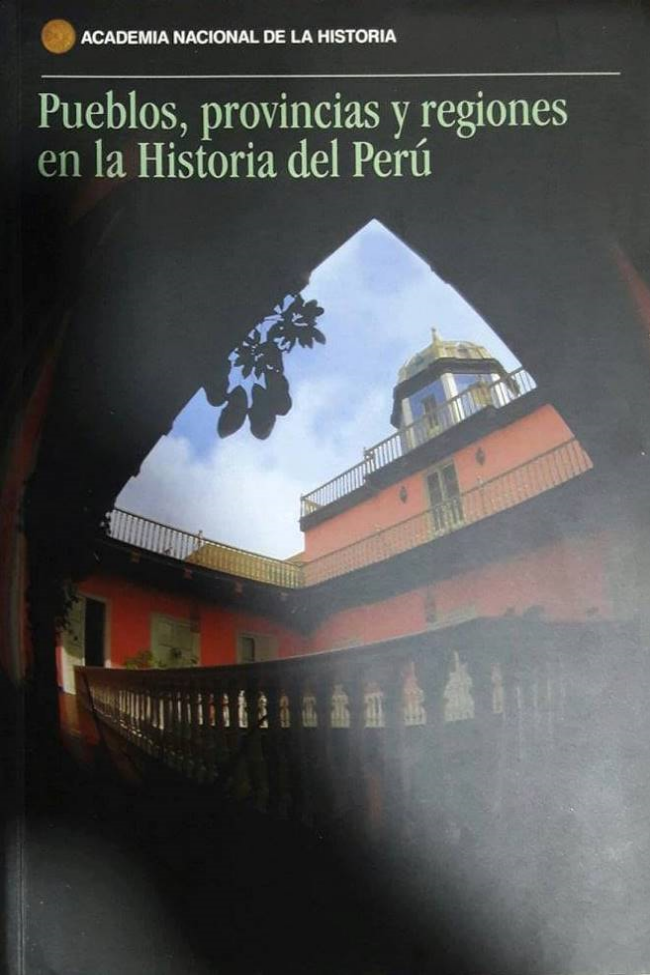 ACADEMIA NACIONAL DE LA HISTORIA
Pueblos, provincias y regiones
en la Historia del Perú